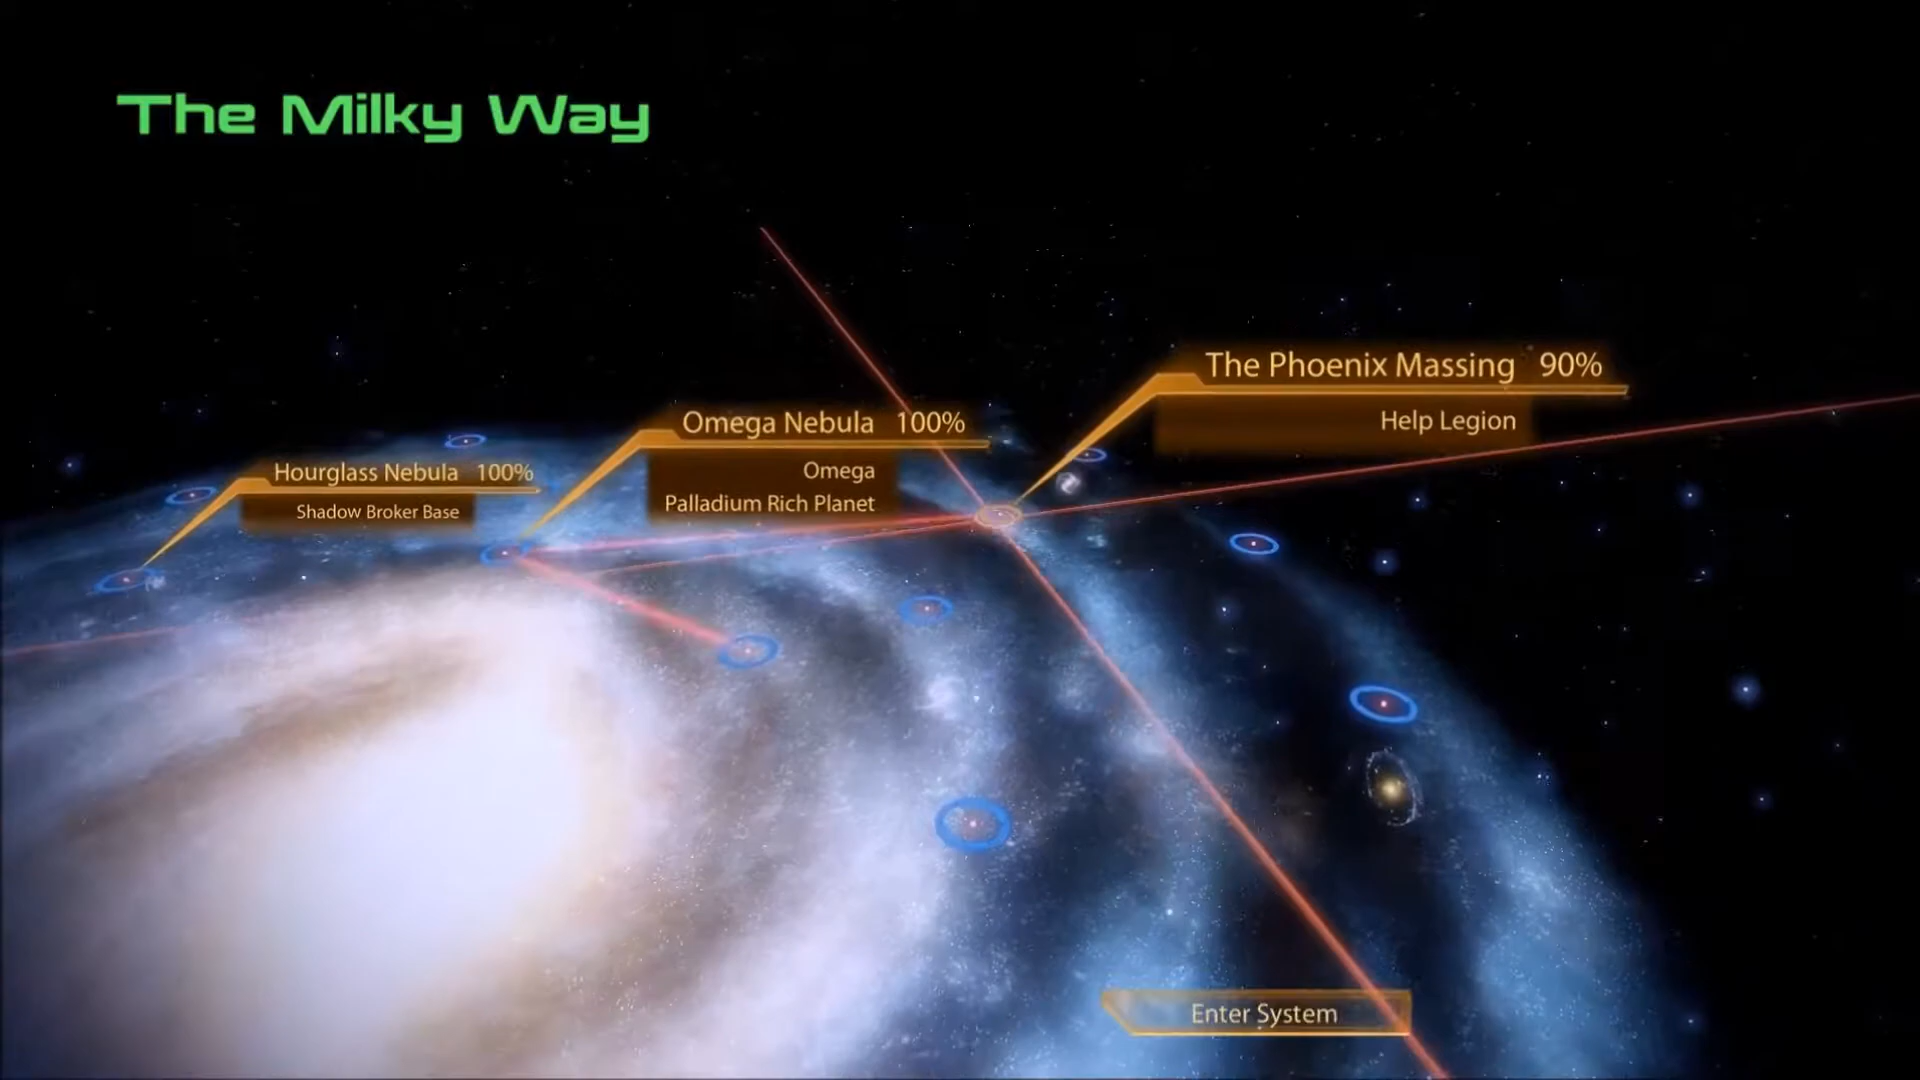 The Milky Way
The Phoenix Massing 90%
Help Legion
Omega Nebula 100%
Omega
Palladium Rich Planet
Hourglass Nebula 100%
Shadow Broker Base
Enter System